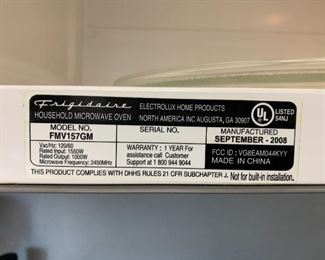 Frigidaire
ELECTROLUX HOME PRODUCTS
HOUSEHOLD MICROWAVE OVEN
NORTH AMERICA INC AUGUSTA, GA 30907
UL
LISTED
54NJ
MODEL NO.
FMV157GM
SERIAL NO.
MANUFACTURED
SEPTEMBER - 2008
Vac/Hz: 120/60
Rated Input: 1550W
Rated Output: 1000W
Microwave Frequency: 2450MHz
WARRANTY : 1 YEAR For
assistance call Customer
Support at 1 800 944 9044
FCC ID : VG8EAM044KYY
MADE IN CHINA
THIS PRODUCT COMPLIES WITH DHHS RULES 21 CFR SUBCHAPTER J. Not for built-in installation.